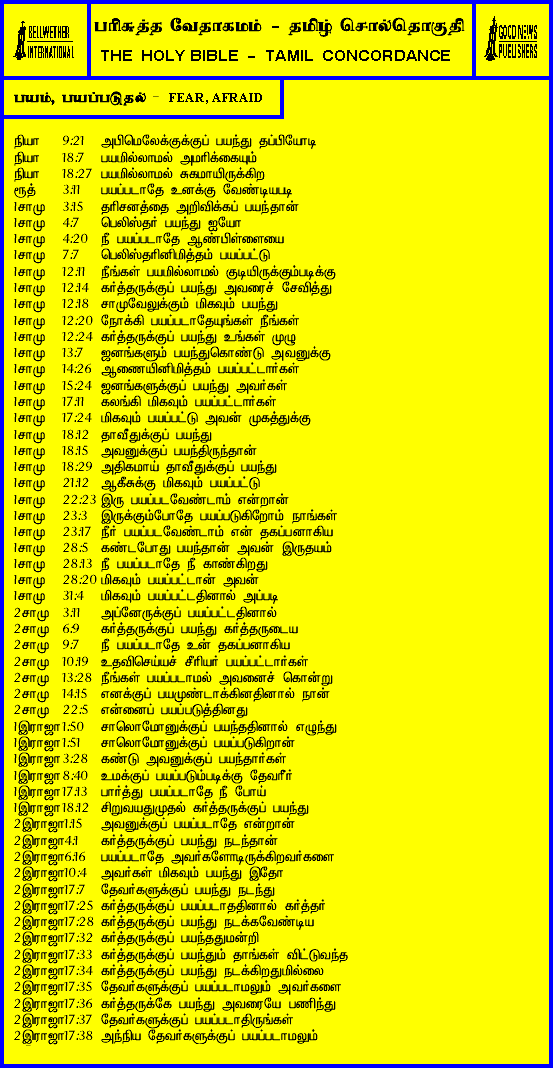 BELLWETHER
INTERNATIONAL
பரிசுத்த வேதாகமம் - தமிழ் சொல்தொகுதி
THE HOLY BIBLE - TAMIL CONCORDANCE
GOOD NEWS
PUBLISHERS
பயம், பயப்படுதல் - FEAR, AFRAID
நியா 9:21 அபிமெலேக்குக்குப் பயந்து தப்பியோடி
நியா 18:7 பயமில்லாமல் அமரிக்கையும்
நியா 18:27 பயமில்லாமல் சுகமாயிருக்கிற
ரூத் 3:11 பயப்படாதே உனக்கு வேண்டியபடி
1சாமு 3:15 தரிசனத்தை அறிவிக்கப் பயந்தான்
1சாமு 4:7 பெலிஸ்தர் பயந்து ஐயோ
1சாமு 4:20 நீ பயப்படாதே ஆண்பிள்ளையை
1சாமு 7:7 பெலிஸ்தரினிமித்தம் பயப்பட்டு
1சாமு 12:11 நீங்கள் பயமில்லாமல் குடியிருக்கும்படிக்கு
1சாமு 12:14 கர்த்தருக்குப் பயந்து அவரைச் சேவித்து
1சாமு 12:18 சாமுவேலுக்கும் மிகவும் பயந்து
1சாமு 12:20 நோக்கி பயப்படாதேயுங்கள் நீங்கள்
1சாமு 12:24 கர்த்தருக்குப் பயந்து உங்கள் முழு
1சாமு 13:7 ஜனங்களும் பயந்துகொண்டு அவனுக்கு
1சாமு 14:26 ஆணையினிமித்தம் பயப்பட்டார்கள்
1சாமு 15:24 ஜனங்களுக்குப் பயந்து அவர்கள்
1சாமு 17:11 கலங்கி மிகவும் பயப்பட்டார்கள்
1சாமு 17:24 மிகவும் பயப்பட்டு அவன் முகத்துக்கு
1சாமு 18:12 தாவீதுக்குப் பயந்து
1சாமு 18:15 அவனுக்குப் பயந்திருந்தான்
1சாமு 18:29 அதிகமாய் தாவீதுக்குப் பயந்து
1சாமு 21:12 ஆகீசுக்கு மிகவும் பயப்பட்டு
1சாமு 22:23 இரு பயப்படவேண்டாம் என்றான்
1சாமு 23:3 இருக்கும்போதே பயப்படுகிறோம் நாங்கள்
1சாமு 23:17 நீர் பயப்படவேண்டாம் என் தகப்பனாகிய
1சாமு 28:5 கண்டபோது பயந்தான் அவன் இருதயம்
1சாமு 28:13 நீ பயப்படாதே நீ காண்கிறது
1சாமு 28:20 மிகவும் பயப்பட்டான் அவன்
1சாமு 31:4 மிகவும் பயப்பட்டதினால் அப்படி
2சாமு 3:11 அப்னேருக்குப் பயப்பட்டதினால்
2சாமு 6:9 கர்த்தருக்குப் பயந்து கர்த்தருடைய
2சாமு 9:7 நீ பயப்படாதே உன் தகப்பனாகிய
2சாமு 10:19 உதவிசெய்யச் சீரியர் பயப்பட்டார்கள்
2சாமு 13:28 நீங்கள் பயப்படாமல் அவனைச் கொன்று
2சாமு 14:15 எனக்குப் பயமுண்டாக்கினதினால் நான்
2சாமு 22:5 என்னைப் பயப்படுத்தினது
1இராஜா 1:50 சாலொமோனுக்குப் பயந்ததினால் எழுந்து
1இராஜா 1:51 சாலொமோனுக்குப் பயப்படுகிறான்
1இராஜா 3:28 கண்டு அவனுக்குப் பயந்தார்கள்
1இராஜா 8:40 உமக்குப் பயப்படும்படிக்கு தேவரீர்
1இராஜா 17:13 பார்த்து பயப்படாதே நீ போய்
1இராஜா 18:12 சிறுவயதுமுதல் கர்த்தருக்குப் பயந்து
2இராஜா 1:15 அவனுக்குப் பயப்படாதே என்றான்
2இராஜா 4:1 கர்த்தருக்குப் பயந்து நடந்தான்
2இராஜா 6:16 பயப்படாதே அவர்களோடிருக்கிறவர்களை
2இராஜா 10:4 அவர்கள் மிகவும் பயந்து இதோ
2இராஜா 17:7 தேவர்களுக்குப் பயந்து நடந்து
2இராஜா 17:25 கர்த்தருக்குப் பயப்படாததினால் கர்த்தர்
2இராஜா 17:28 கர்த்தருக்குப் பயந்து நடக்கவேண்டிய
2இராஜா 17:32 கர்த்தருக்குப் பயந்ததுமன்றி
2இராஜா 17:33 கர்த்தருக்குப் பயந்தும் தாங்கள் விட்டுவந்த
2இராஜா 17:34 கர்த்தருக்குப் பயந்து நடக்கிறதுமில்லை
2இராஜா 17:35 தேவர்களுக்குப் பயப்படாமலும் அவர்களை
2இராஜா 17:36 கர்த்தருக்கே பயந்து அவரையே பணிந்து
2இராஜா 17:37 தேவர்களுக்குப் பயப்படாதிருங்கள்
2இராஜா 17:38 அந்நிய தேவர்களுக்குப் பயப்படாமலும்